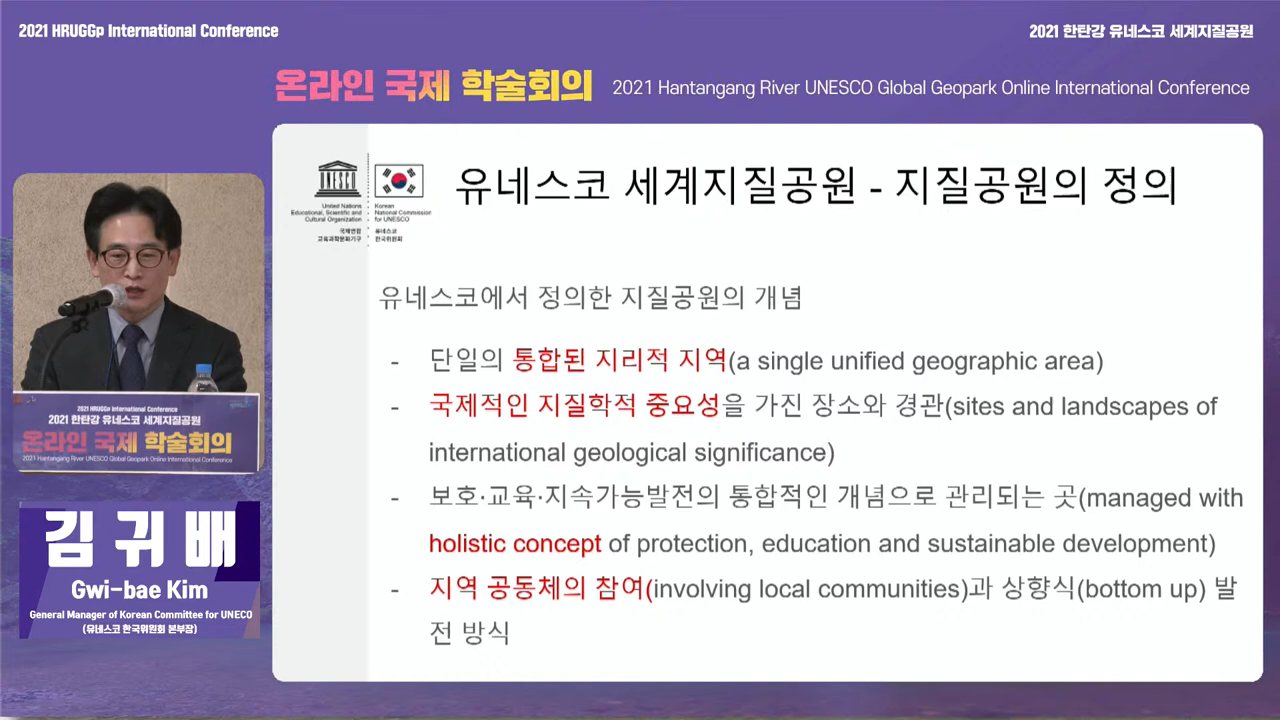 2021 HRUGGp International Conference
2021 한탄강 유네스코 세계지질공원
온라인 국제 학술회의
2021 Hantangang River UNESCO Global Geopark Online International Conference
UNESCO
United Nations
Educational, Scientific and
Cultural Organization
국제연합
교육과학문화기구
Korean
National Commission
for UNESCO
유네스코
한국위원회
유네스코 세계지질공원 - 지질공원의 정의
유네스코에서 정의한 지질공원의 개념
- 단일의 통합된 지리적 지역(a single unified geographic area)
- 국제적인 지질학적 중요성을 가진 장소와 경관(sites and landscapes of
international geological significance)
- 보호·교육·지속가능발전의 통합적인 개념으로 관리되는 곳(managed with
holistic concept of protection, education and sustainable development)
- 지역 공동체의 참여(involving local communities)과 상향식(bottom up) 발
전 방식
2021 HRUGGp International Conference
2021 한탄강 유네스코 세계지질공원
온라인 국제 학술회의
2021 Hantangang River UNESCO Global Geopark Online International Conference
김귀배
Gwi-bae Kim
General Manager of Korean Committee for UNECO
(유네스코 한국위원회 본부장)